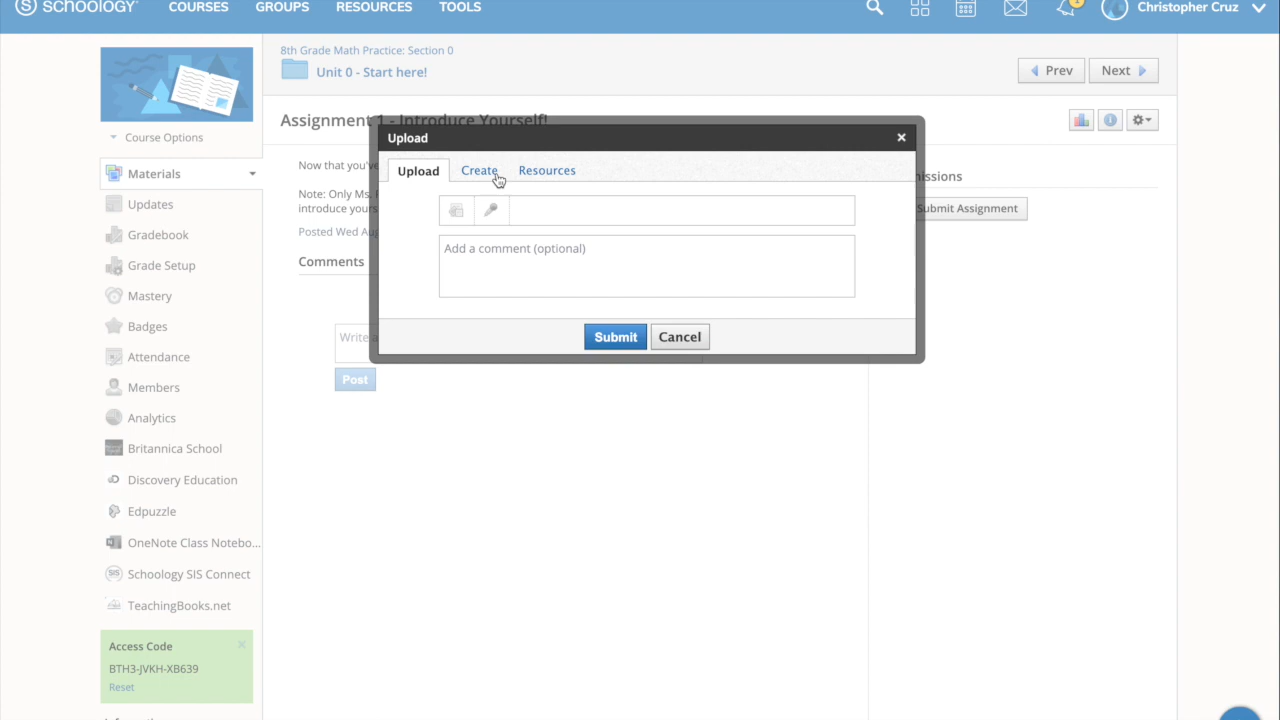 schoology
COURSES
GROUPS
RESOURCES
TOOLS
1
Christopher Cruz
8th Grade Math Practice: Section 0
Unit 0 - Start here!
Prev
Next
Course Options
Assignment 1 - Introduce Yourself!
Upload
Upload
Create
Resources
Materials
Updates
Gradebook
Grade Setup
Mastery
Badges
Attendance
Members
Analytics
Britannica School
Discovery Education
Edpuzzle
OneNote Class Notebo...
Schoology SIS Connect
TeachingBooks.net
Access Code
BTH3-JVKH-XB639
Reset
Now that you've
Note: Only Ms.
introduce yours
Posted Wed Aug
Comments
Add a comment (optional)
Submit
Cancel
Submit Assignment
Write a
Post